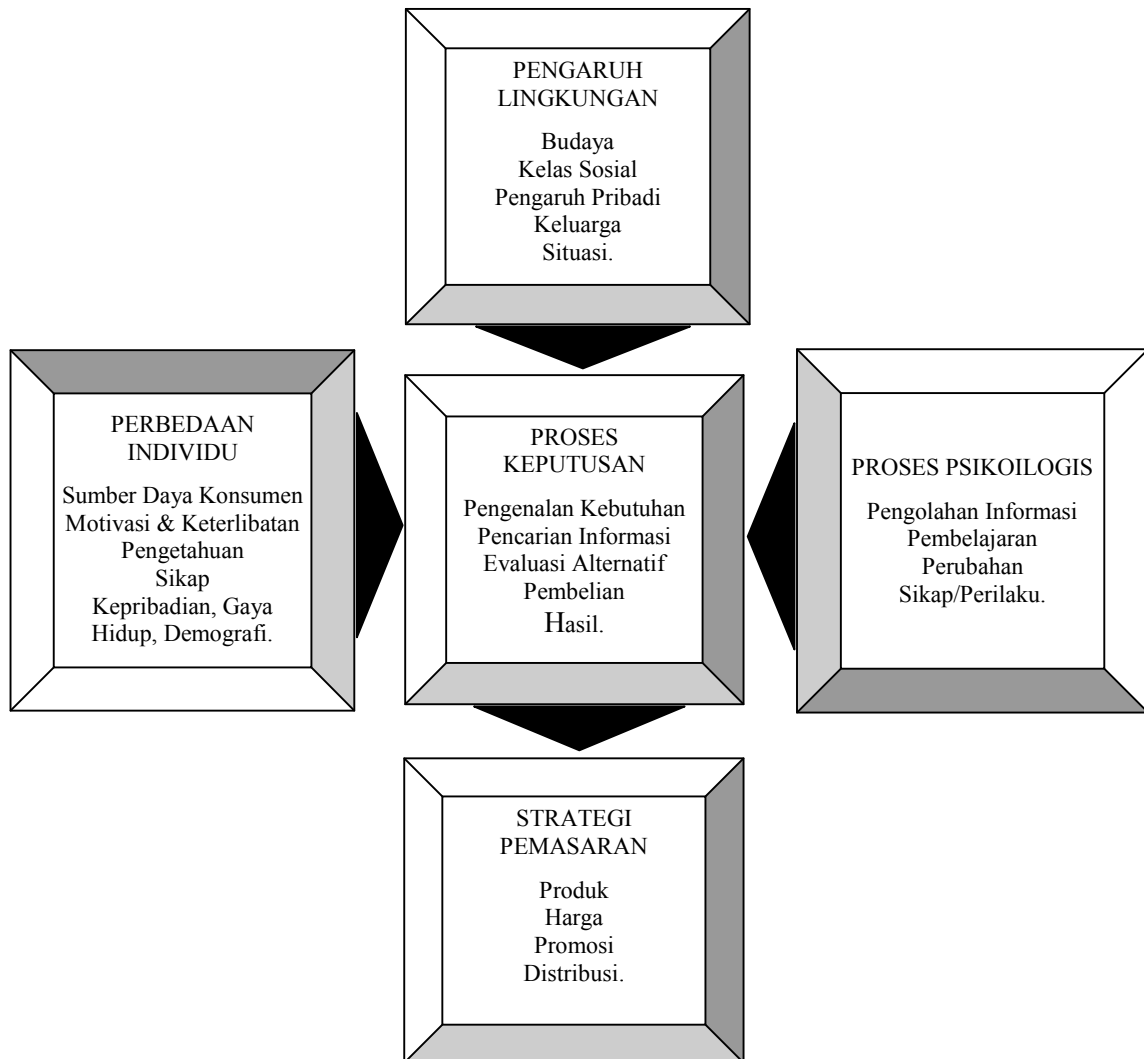 PENGARUH
LINGKUNGAN
Budaya
Kelas Sosial
Pengaruh Pribadi
Keluarga
Situasi.
PERBEDAAN
INDIVIDU
Sumber Daya Konsumen
Motivasi & Keterlibatan
Pengetahuan
Sikap
Kepribadian, Gaya
Hidup, Demografi.
PROSES
KEPUTUSAN
Pengenalan Kebutuhan
Pencarian Informasi
Evaluasi Alternatif
Pembelian
Hasil.
PROSES PSIKOILOGIS
Pengolahan Informasi
Pembelajaran
Perubahan
Sikap/Perilaku.
STRATEGI
PEMASARAN
Produk
Harga
Promosi
Distribusi.